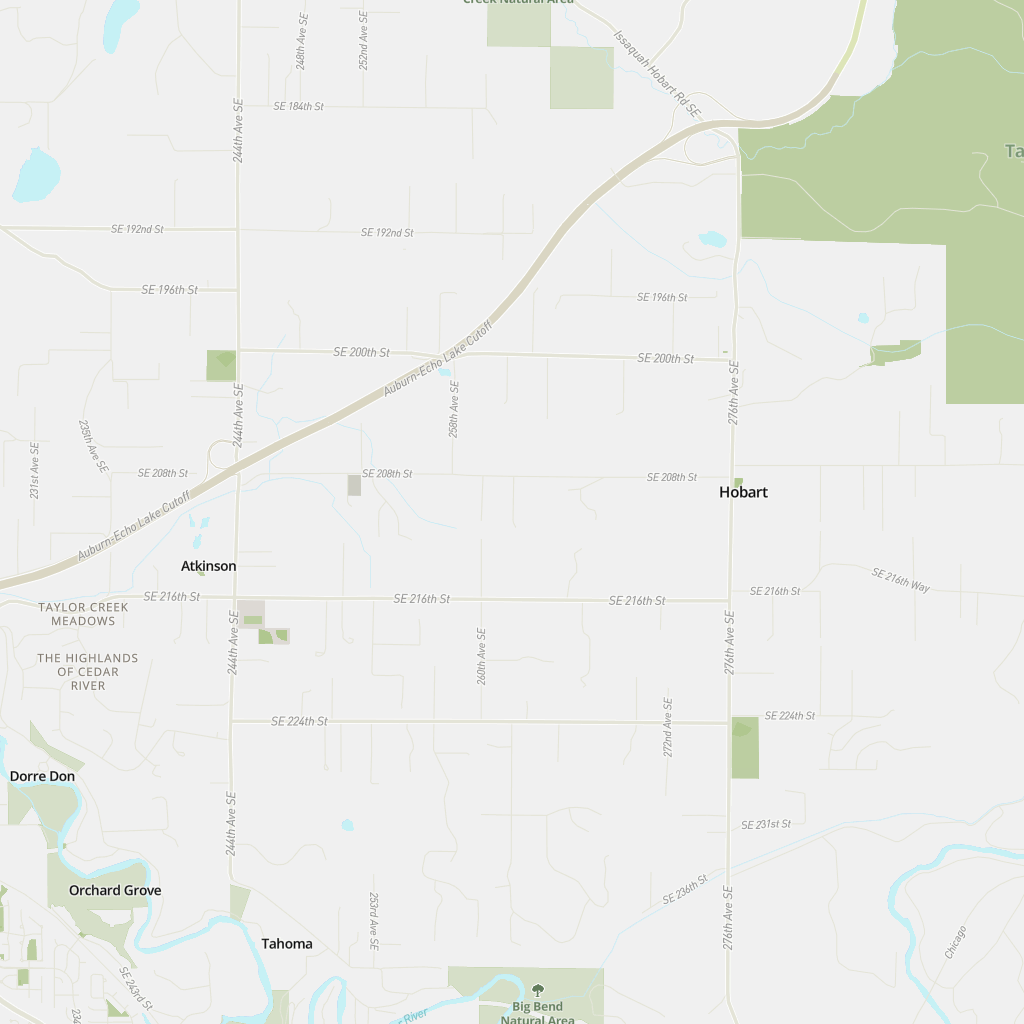 Creek Natural Area
248th Ave SE
252nd Ave SE
Issaquah Hobart Rd SE
SE 184th St
244th Ave SE
Ta
SE 192nd St
SE 192nd St
SE 196th St
SE 196th St
SE 200th St
Auburn-Echo Lake Cutoff
SE 200th St
276th Ave SE
258th Ave SE
244th Ave SE
235th Ave SE
231st Ave SE
SE 208th St
SE 208th St
SE 208th St
Hobart
Auburn-Echo Lake Cutoff
Atkinson
SE 216th Way
SE 216th St
SE 216th St
SE 216th St
SE 216th St
TAYLOR CREEK
MEADOWS
244th Ave SE
260th Ave SE
276th Ave SE
THE HIGHLANDS
OF CEDAR
RIVER
SE 224th St
272nd Ave SE
SE 224th St
Dorre Don
244th Ave SE
SE 231st St
Orchard Grove
SE 236th St
253rd Ave SE
276th Ave SE
Chicago
Tahoma
SE 243rd St
234
River
Big Bend
Natural Area